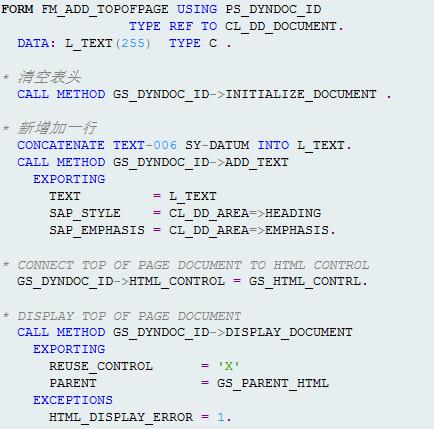 FORM FM_ADD_TOPOFPAGE USING PS_DYNDOC_ID
TYPE REF TO CL_DD_DOCUMENT.
DATA: L_TEXT(255) TYPE C .
* 清空表头
CALL METHOD GS_DYNDOC_ID->INITIALIZE_DOCUMENT .
* 新增加一行
CONCATENATE TEXT-006 SY-DATUM INTO L_TEXT.
CALL METHOD GS_DYNDOC_ID->ADD_TEXT
EXPORTING
TEXT = L_TEXT
SAP_STYLE = CL_DD_AREA=>HEADING
SAP_EMPHASIS = CL_DD_AREA=>EMPHASIS.
* CONNECT TOP OF PAGE DOCUMENT TO HTML CONTROL
GS_DYNDOC_ID->HTML_CONTROL = GS_HTML_CONTRL.
* DISPLAY TOP OF PAGE DOCUMENT
CALL METHOD GS_DYNDOC_ID->DISPLAY_DOCUMENT
EXPORTING
REUSE_CONTROL = 'X'
PARENT = GS_PARENT_HTML
EXCEPTIONS
HTML_DISPLAY_ERROR = 1.